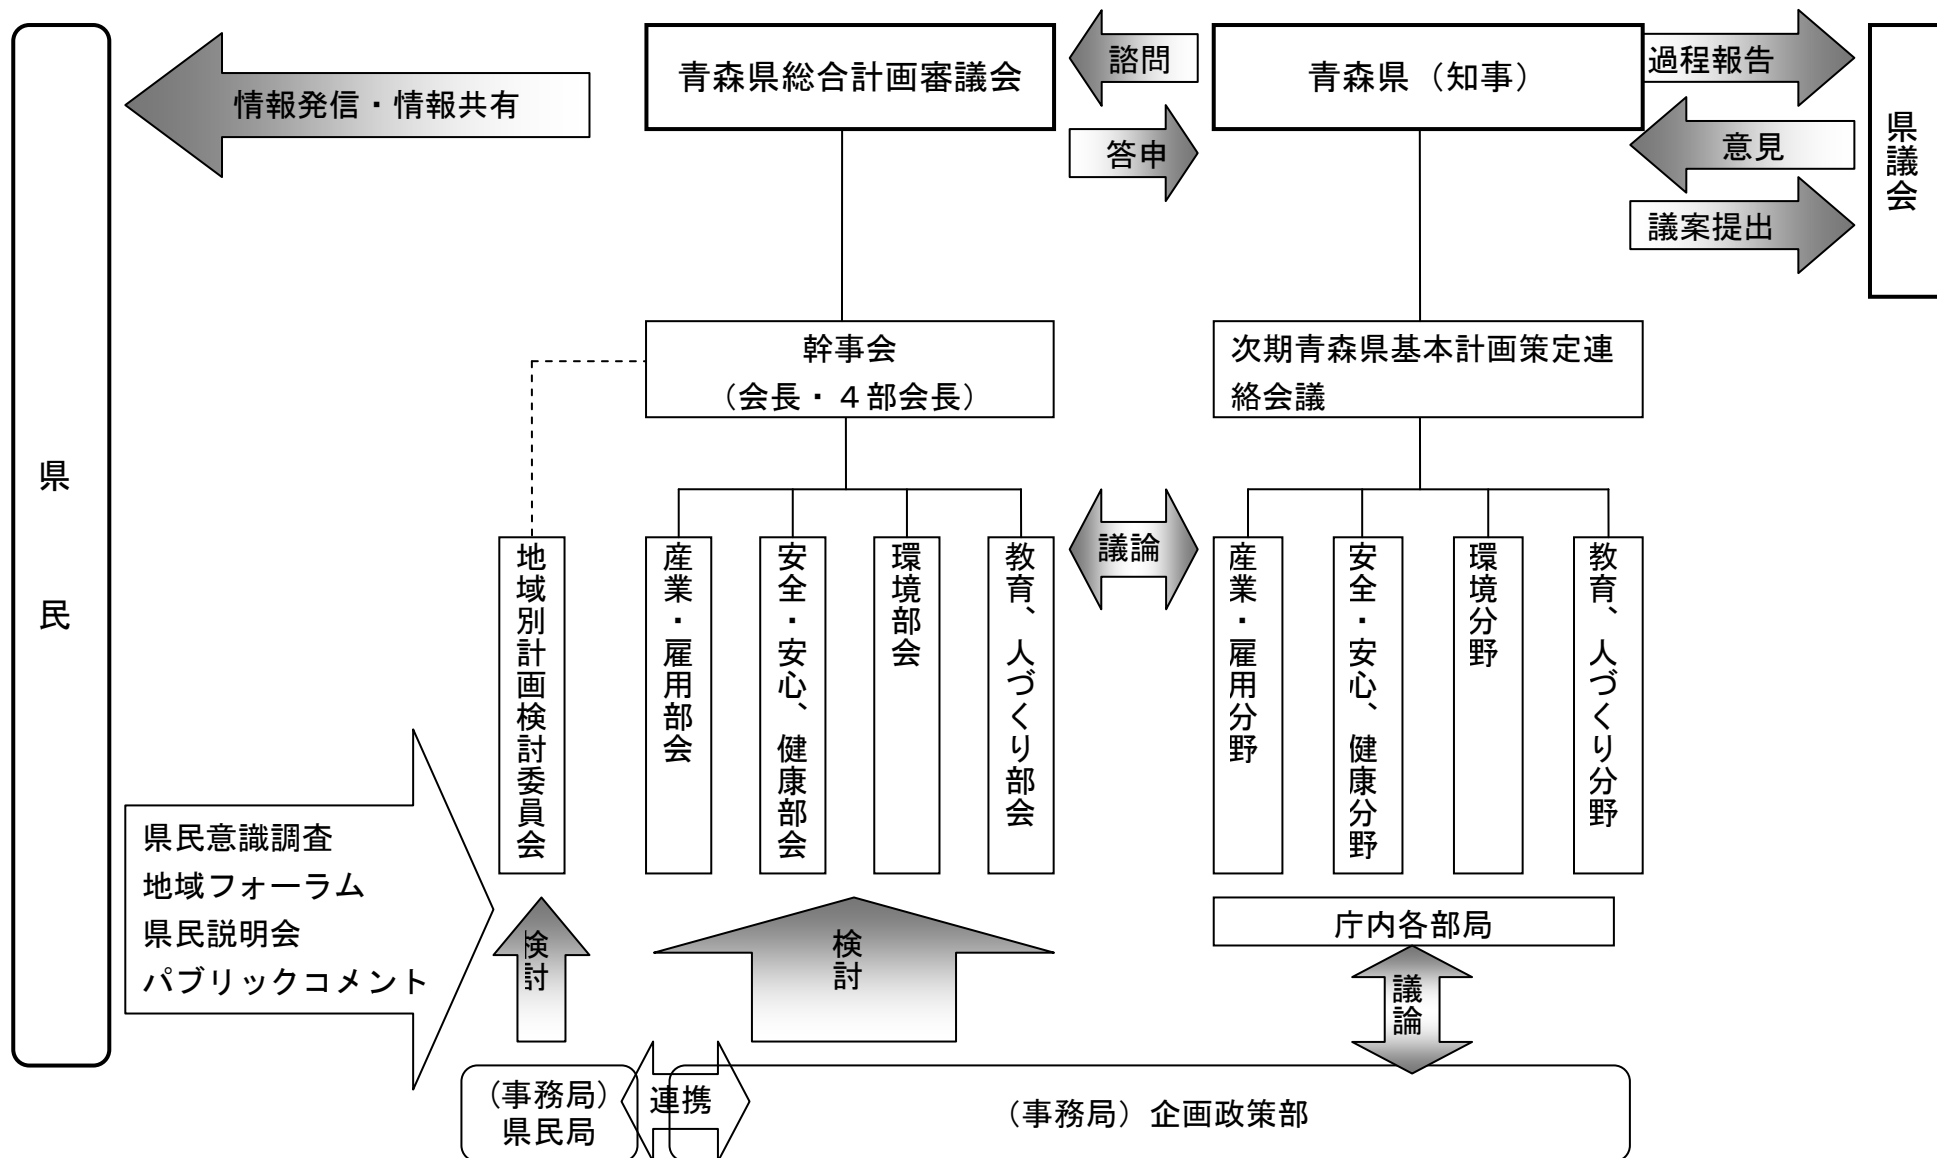 県民
情報発信・情報共有
青森県総合計画審議会
諮問
答申
青森県（知事）
過程報告
意見
議案提出
県議会
幹事会
（会長・４部会長）
次期青森県基本計画策定連
絡会議
地域別計画検討委員会
産業・雇用部会
安全・安心、健康部会
環境部会
教育、人づくり部会
議論
産業・雇用分野
安全・安心、健康分野
環境分野
教育、人づくり分野
県民意識調査
地域フォーラム
県民説明会
パブリックコメント
検討
検討
庁内各部局
議論
（事務局）
県民局
連携
（事務局）企画政策部